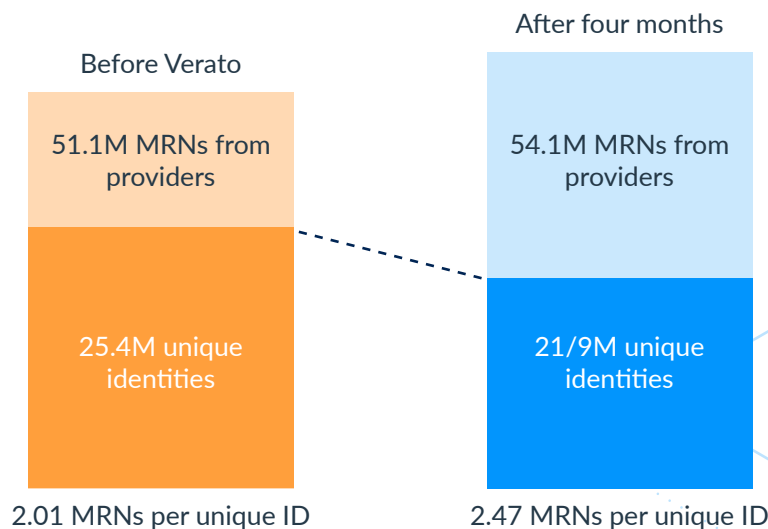 Before Verato
51.1M MRNs from
providers
25.4M unique
identities
2.01 MRNs per unique ID
After four months
54.1M MRNs from
providers
21/9M unique
identities
2.47 MRNs per unique ID